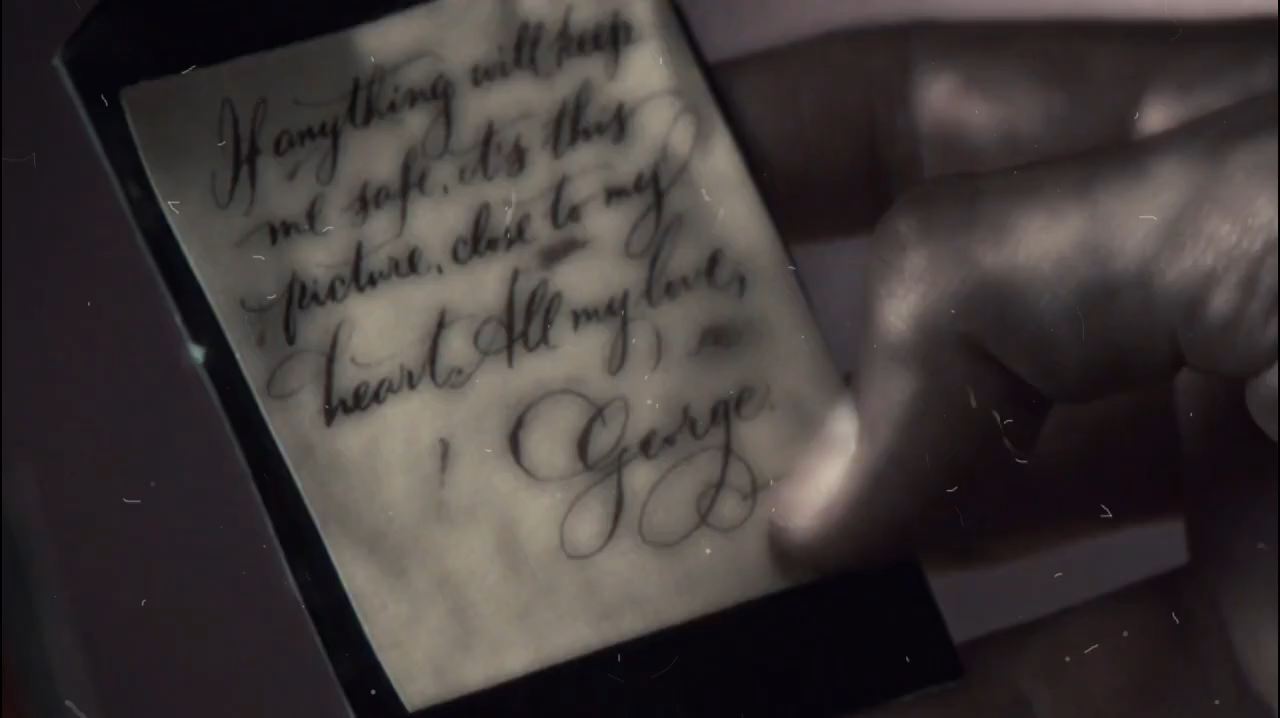 If anything will keep
me safe, it's this
picture, close to my
heart. All my love,
George